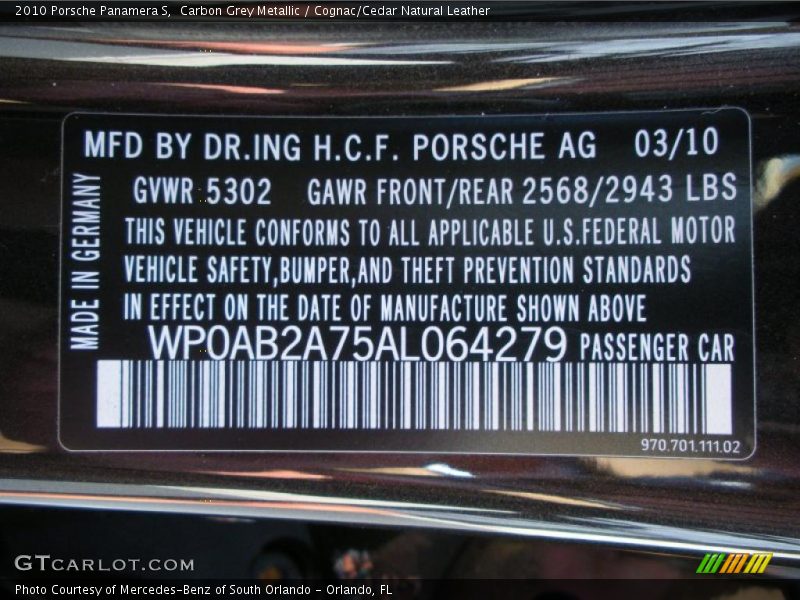 2010 Porsche Panamera S,  Carbon Grey Metallic / Cognac/Cedar Natural Leather
MFD BY DR.ING H.C.F. PORSCHE AG 03/10
GVWR 5302 GAWR FRONT/REAR 2568/2943 LBS
THIS VEHICLE CONFORMS TO ALL APPLICABLE U.S.FEDERAL MOTOR
VEHICLE SAFETY,BUMPER,AND THEFT PREVENTION STANDARDS
IN EFFECT ON THE DATE OF MANUFACTURE SHOWN ABOVE
WP0AB2A75AL064279 PASSENGER CAR
MADE IN GERMANY
970.701.111.02
GTCARLOT.COM
Photo Courtesy of Mercedes-Benz of South Orlando - Orlando, FL